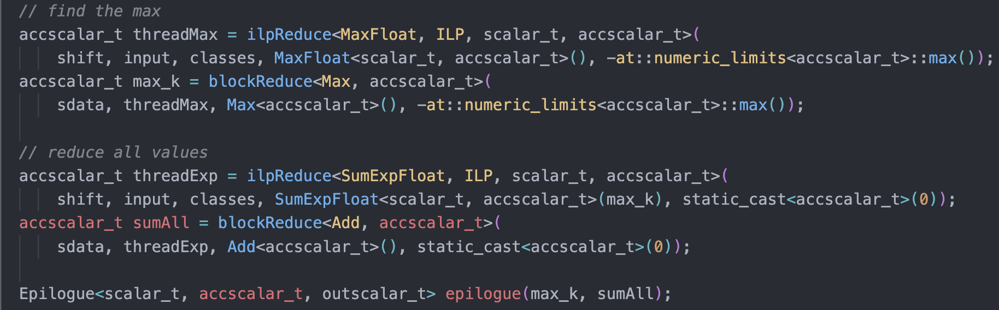 // find the max
accscalar_t threadMax = ilpReduce<MaxFloat, ILP, scalar_t, accscalar_t>(
shift, input, classes, MaxFloat<scalar_t, accscalar_t>(), -at::numeric_limits<accscalar_t>::max());
accscalar_t max_k = blockReduce<Max, accscalar_t>(
sdata, threadMax, Max<accscalar_t>(), -at::numeric_limits<accscalar_t>::max());
// reduce all values
accscalar_t threadExp = ilpReduce<SumExpFloat, ILP, scalar_t, accscalar_t>(
shift, input, classes, SumExpFloat<scalar_t, accscalar_t>(max_k), static_cast<accscalar_t>(0));
accscalar_t sumAll = blockReduce<Add, accscalar_t>(
sdata, threadExp, Add<accscalar_t>(), static_cast<accscalar_t>(0));
Epilogue<scalar_t, accscalar_t, outscalar_t> epilogue(max_k, sumAll);